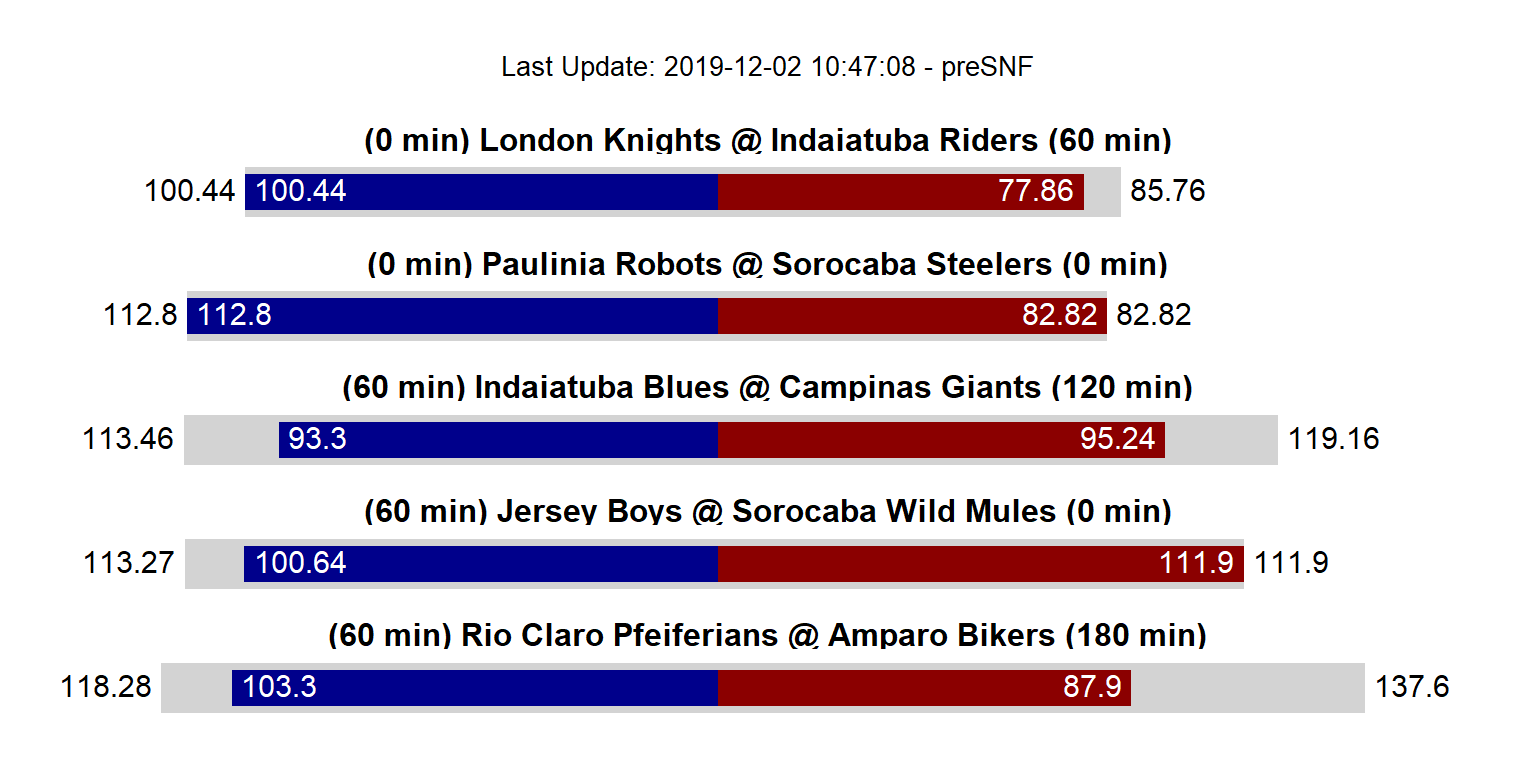 Last Update: 2019-12-02 10:47:08 - preSNF
(0 min) London Knights @ Indaiatuba Riders (60 min)
100.44 100.44 77.86 85.76
(0 min) Paulinia Robots @ Sorocaba Steelers (0 min)
112.8 112.8 82.82 82.82
(60 min) Indaiatuba Blues @ Campinas Giants (120 min)
113.46 93.3 95.24 119.16
(60 min) Jersey Boys @ Sorocaba Wild Mules (0 min)
113.27 100.64 111.9 111.9
(60 min) Rio Claro Pfeiferians @ Amparo Bikers (180 min)
118.28 103.3 87.9 137.6